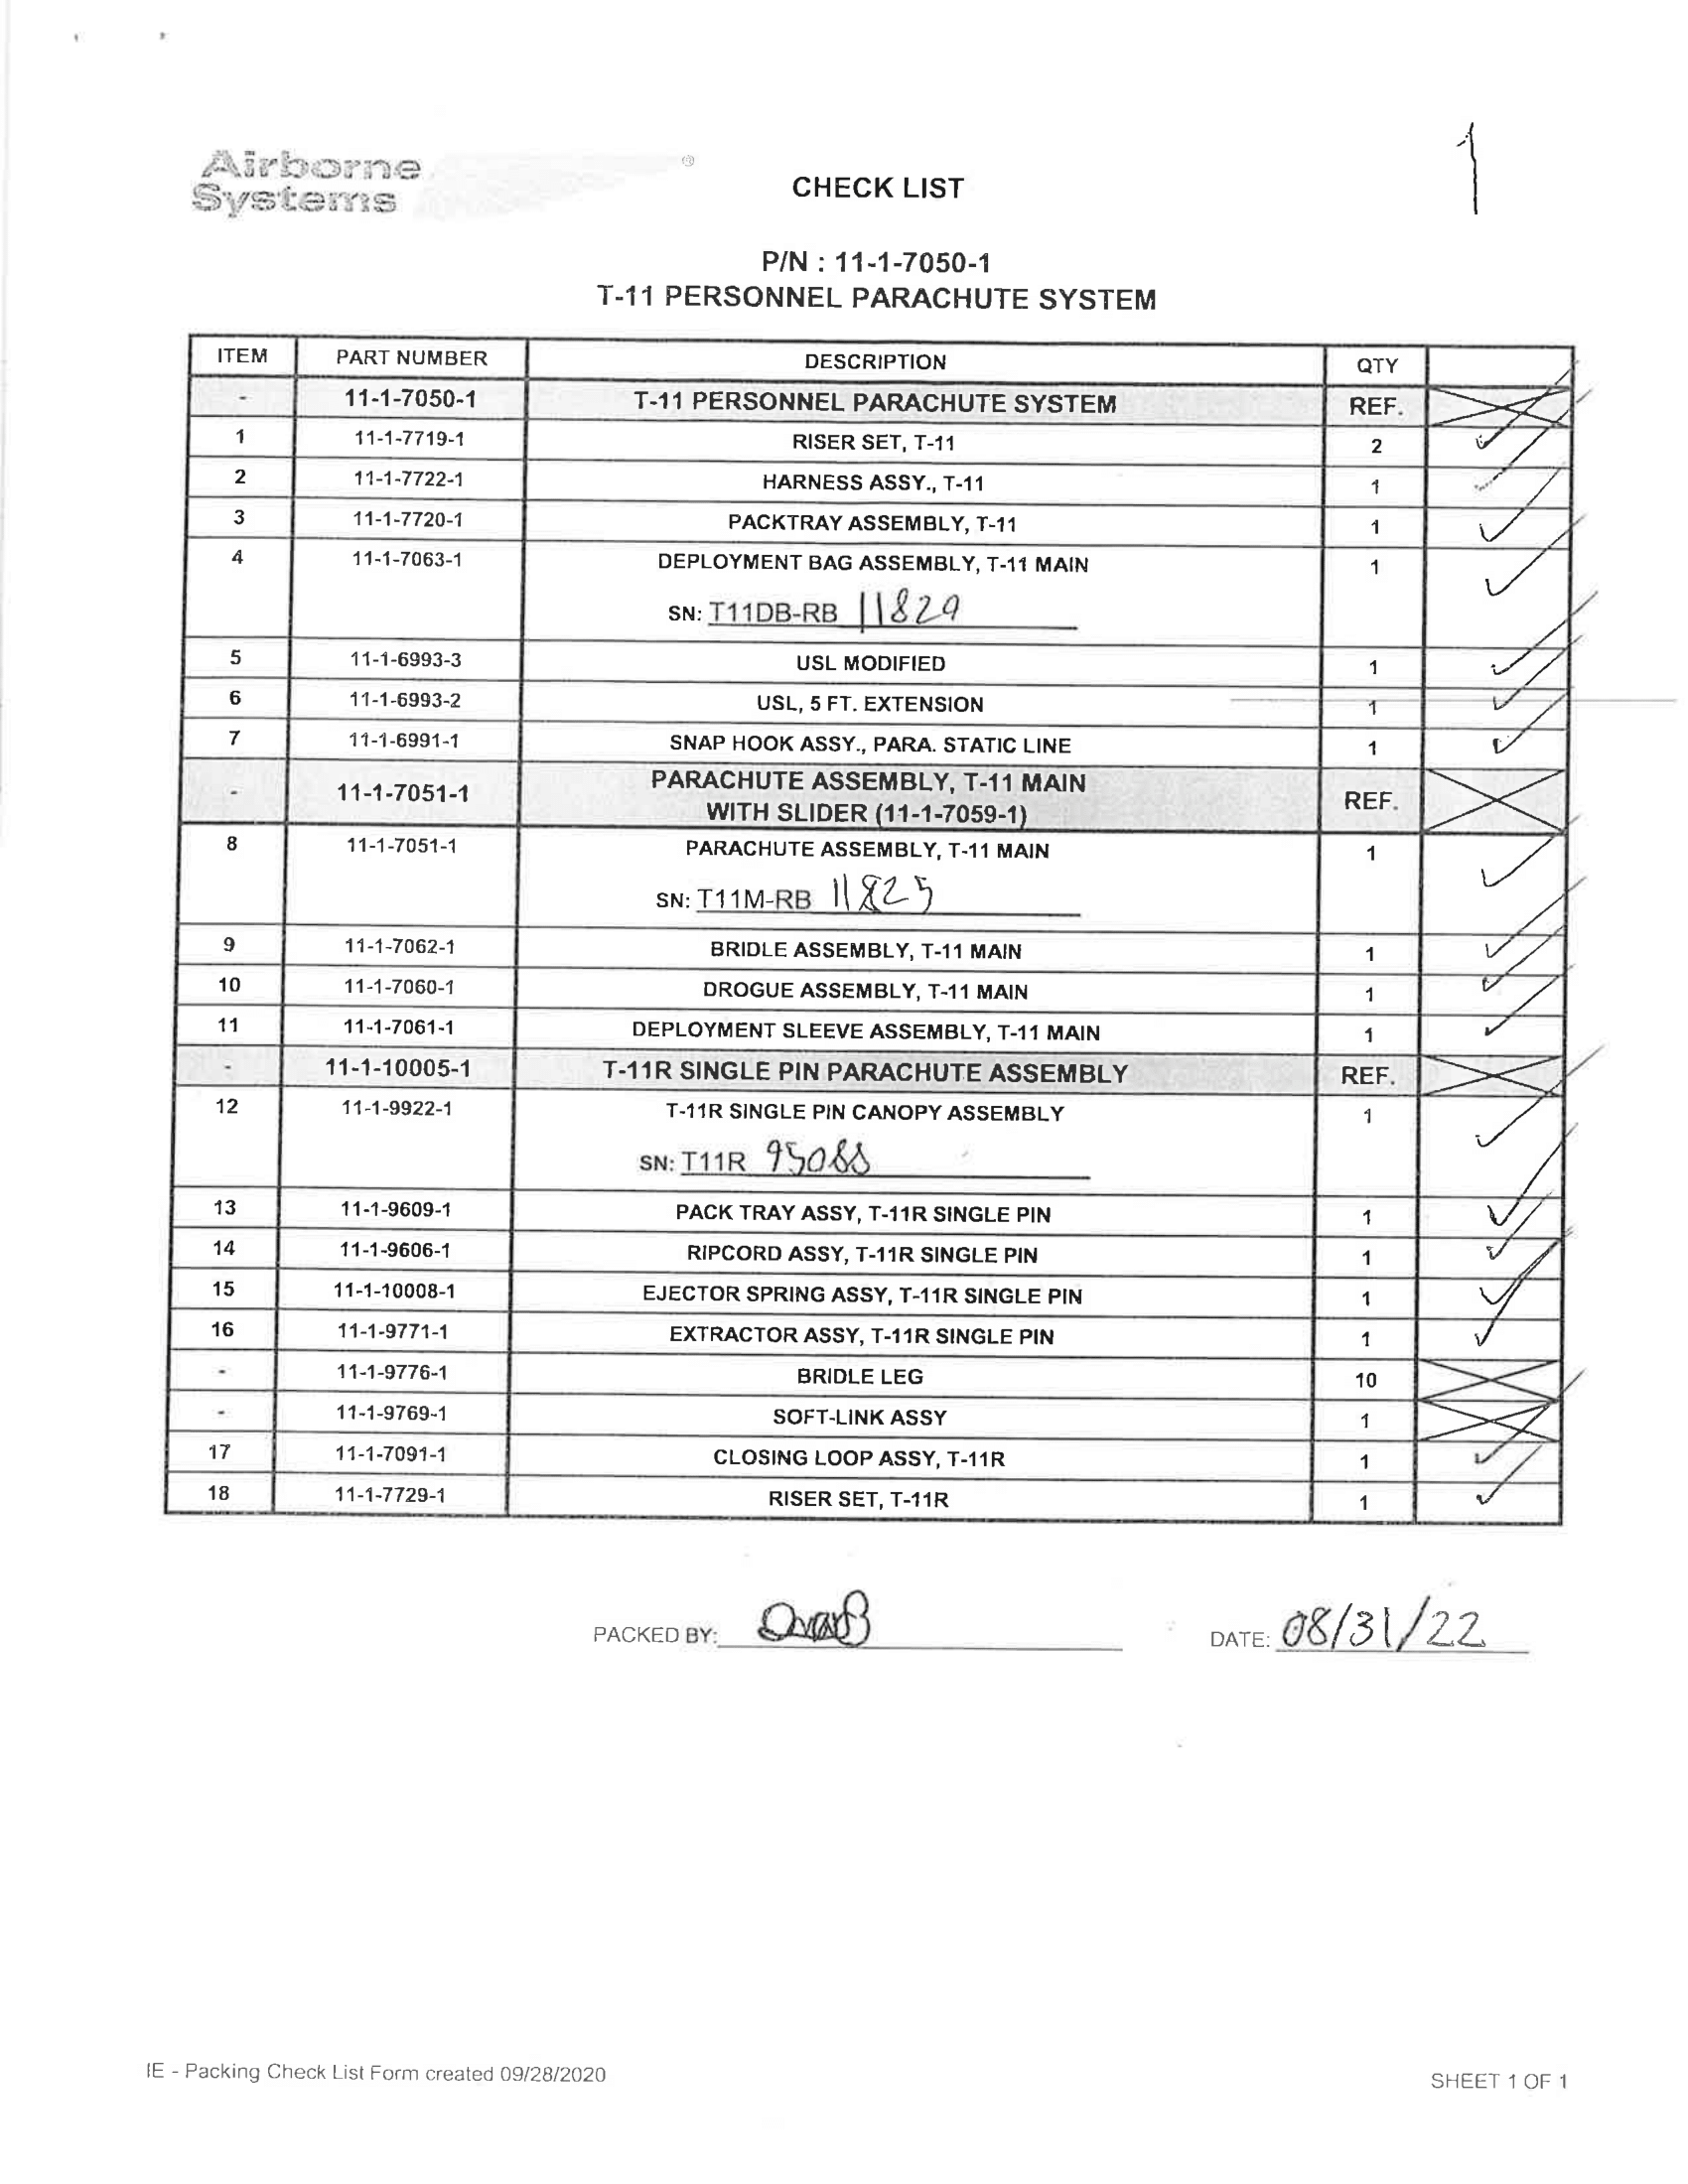 Airborne
Systems
®
CHECK LIST
1
P/N : 11-1-7050-1
T-11 PERSONNEL PARACHUTE SYSTEM
ITEM PART NUMBER DESCRIPTION QTY
- 11-1-7050-1 T-11 PERSONNEL PARACHUTE SYSTEM REF.
1 11-1-7719-1 RISER SET, T-11 2
2 11-1-7722-1 HARNESS ASSY., T-11 1
3 11-1-7720-1 PACKTRAY ASSEMBLY, T-11 1
4 11-1-7063-1 DEPLOYMENT BAG ASSEMBLY, T-11 MAIN 1
SN: T11DB-RB 11829
5 11-1-6993-3 USL MODIFIED 1
6 11-1-6993-2 USL, 5 FT. EXTENSION 1
7 11-1-6991-1 SNAP HOOK ASSY., PARA. STATIC LINE 1
- 11-1-7051-1 PARACHUTE ASSEMBLY, T-11 MAIN
WITH SLIDER (11-1-7059-1) REF.
8 11-1-7051-1 PARACHUTE ASSEMBLY, T-11 MAIN 1
SN: T11M-RB 11825
9 11-1-7062-1 BRIDLE ASSEMBLY, T-11 MAIN 1
10 11-1-7060-1 DROGUE ASSEMBLY, T-11 MAIN 1
11 11-1-7061-1 DEPLOYMENT SLEEVE ASSEMBLY, T-11 MAIN 1
- 11-1-10005-1 T-11R SINGLE PIN PARACHUTE ASSEMBLY REF.
12 11-1-9922-1 T-11R SINGLE PIN CANOPY ASSEMBLY 1
SN: T11R 95088
13 11-1-9609-1 PACK TRAY ASSY, T-11R SINGLE PIN 1
14 11-1-9606-1 RIPCORD ASSY, T-11R SINGLE PIN 1
15 11-1-10008-1 EJECTOR SPRING ASSY, T-11R SINGLE PIN 1
16 11-1-9771-1 EXTRACTOR ASSY, T-11R SINGLE PIN 1
- 11-1-9776-1 BRIDLE LEG 10
- 11-1-9769-1 SOFT-LINK ASSY 1
17 11-1-7091-1 CLOSING LOOP ASSY, T-11R 1
18 11-1-7729-1 RISER SET, T-11R 1
PACKED BY:
DATE: 08/31/22
IE - Packing Check List Form created 09/28/2020
SHEET 1 OF 1